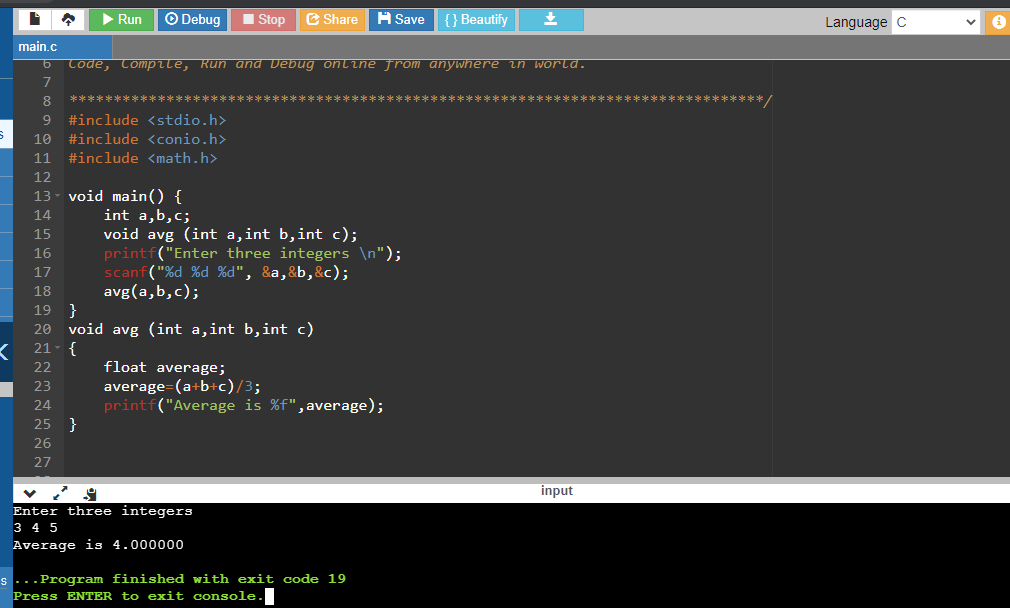 Run Debug Stop Share Save { } Beautify Language C
main.c
6 Code, Compile, Run and Debug online from anywhere in world.
7
8 *******************************************************************************/
9 #include <stdio.h>
10 #include <conio.h>
11 #include <math.h>
12
13 void main() {
14 int a,b,c;
15 void avg (int a,int b,int c);
16 printf("Enter three integers \n");
17 scanf("%d %d %d", &a,&b,&c);
18 avg(a,b,c);
19 }
20 void avg (int a,int b,int c)
21 {
22 float average;
23 average=(a+b+c)/3;
24 printf("Average is %f",average);
25 }
26
27
input
Enter three integers
3 4 5
Average is 4.000000
...Program finished with exit code 19
Press ENTER to exit console.